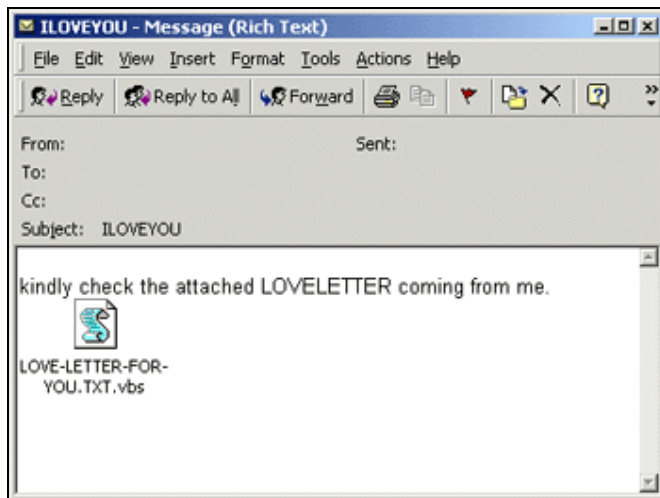 ILOVEYOU - Message (Rich Text)
File Edit View Insert Format Tools Actions Help
Reply Reply to All Forward
From: Sent:
To:
Cc:
Subject: ILOVEYOU
kindly check the attached LOVELETTER coming from me.
LOVE-LETTER-FOR-
YOU.TXT.vbs